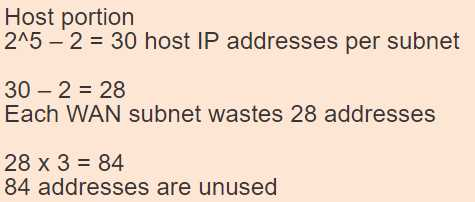 Host portion
2^5 – 2 = 30 host IP addresses per subnet
30 – 2 = 28
Each WAN subnet wastes 28 addresses
28 x 3 = 84
84 addresses are unused